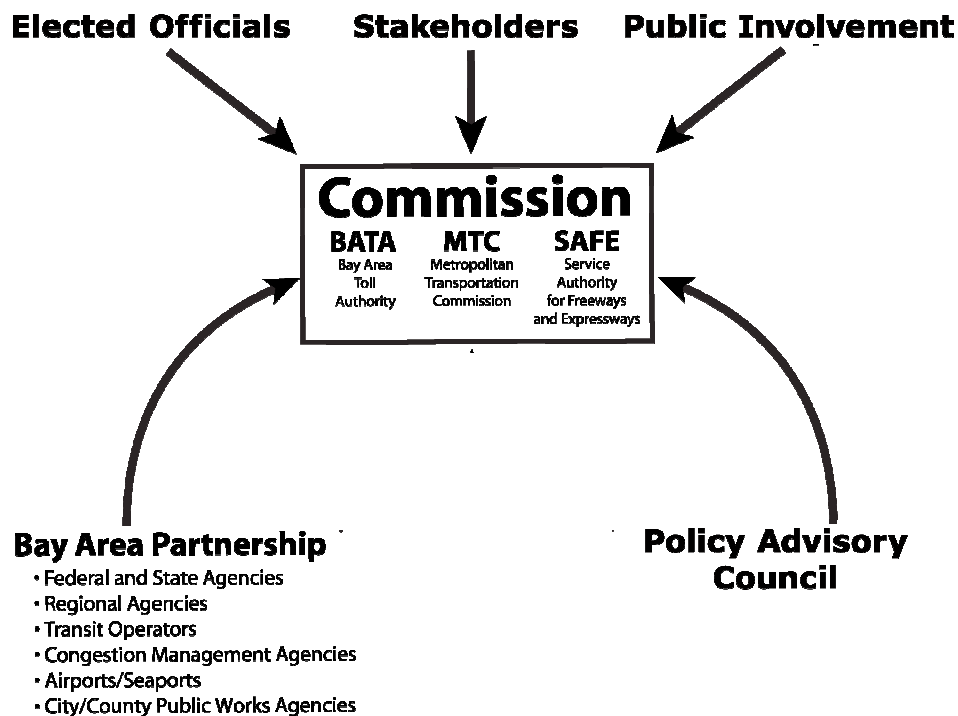 Elected Officials
Stakeholders
Public Involvement
Commission
BATA
Bay Area
Toll
Authority
MTC
Metropolitan
Transportation
Commission
SAFE
Service
Authority
for Freeways
and Expressways
Bay Area Partnership
• Federal and State Agencies
• Regional Agencies
• Transit Operators
• Congestion Management Agencies
• Airports/Seaports
• City/County Public Works Agencies
Policy Advisory
Council